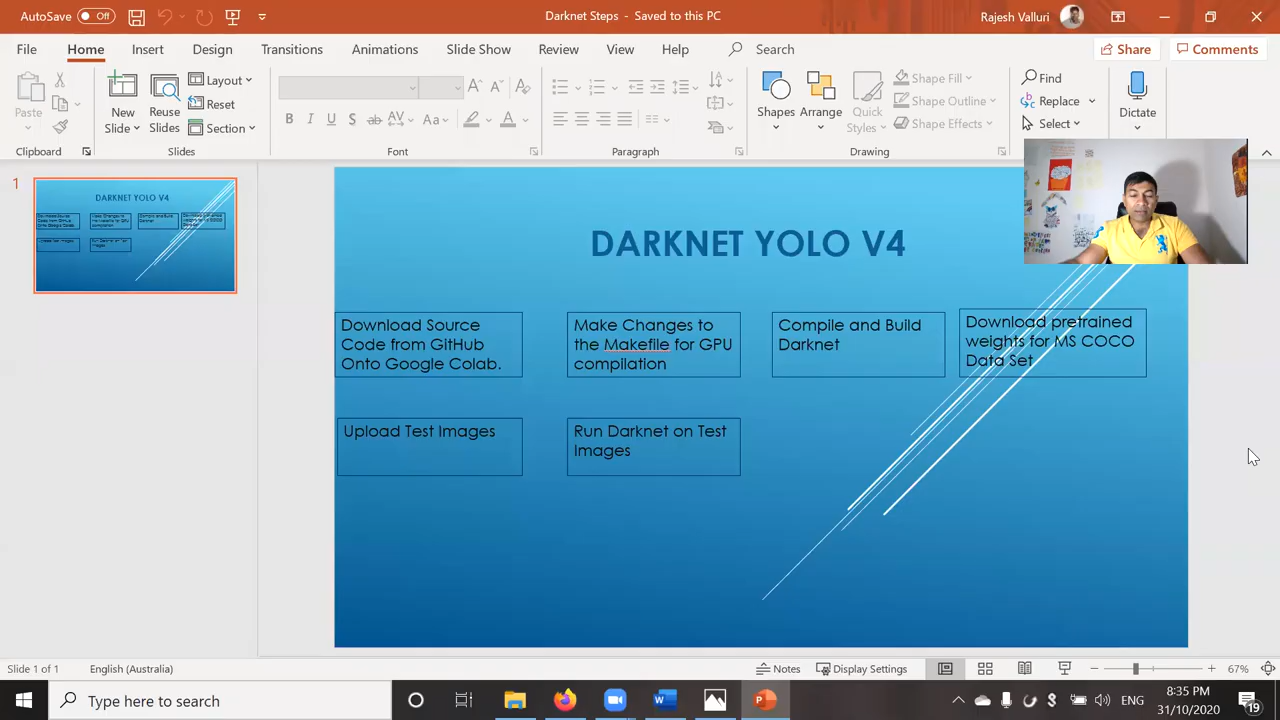 AutoSave Off
Darknet Steps - Saved to this PC
Rajesh Valluri
File Home Insert Design Transitions Animations Slide Show Review View Help Search
Share Comments
Paste
New
Slide
Reuse
Slides
Layout
Reset
Section
Shapes
Arrange
Quick
Styles
Shape Fill
Shape Outline
Shape Effects
Find
Replace
Select
Dictate
Clipboard Slides Font Paragraph Drawing
1
DARKNET YOLO V4
DARKNET YOLO V4
Download Source
Code from GitHub
Onto Google Colab.
Make Changes to
the Makefile for GPU
compilation
Compile and Build
Darknet
Download pretrained
weights for MS COCO
Data Set
Upload Test Images
Run Darknet on Test
Images
Slide 1 of 1 English (Australia) Notes Display Settings 67%
Type here to search
ENG
8:35 PM
31/10/2020
19